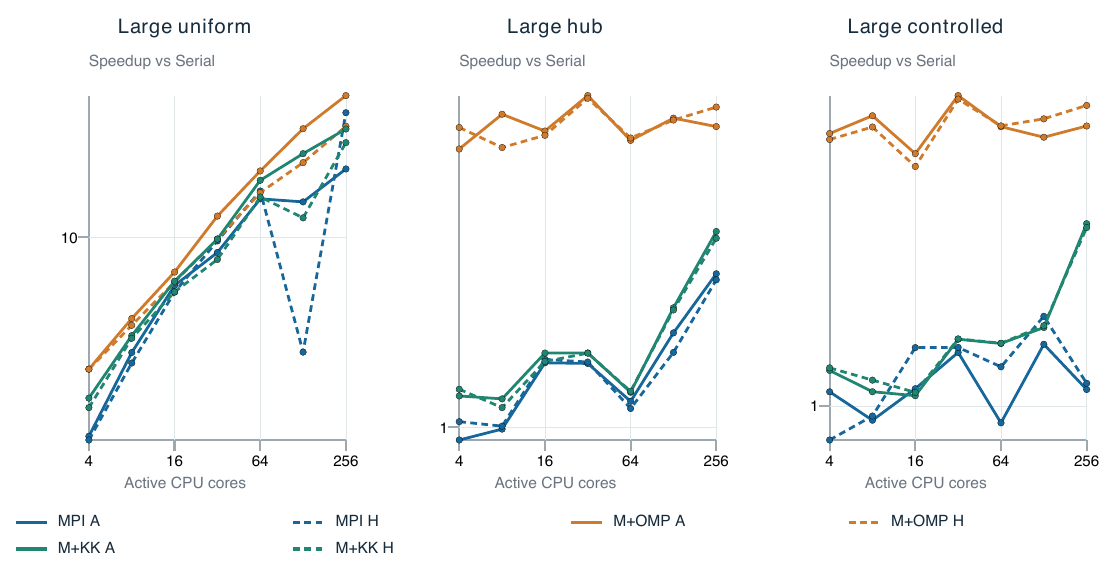 Large uniform
Large hub
Large controlled
Speedup vs Serial
Speedup vs Serial
Speedup vs Serial
10
1
1
4 16 64 256
4 16 64 256
4 16 64 256
Active CPU cores
Active CPU cores
Active CPU cores
MPI A
MPI H
M+OMP A
M+OMP H
M+KK A
M+KK H